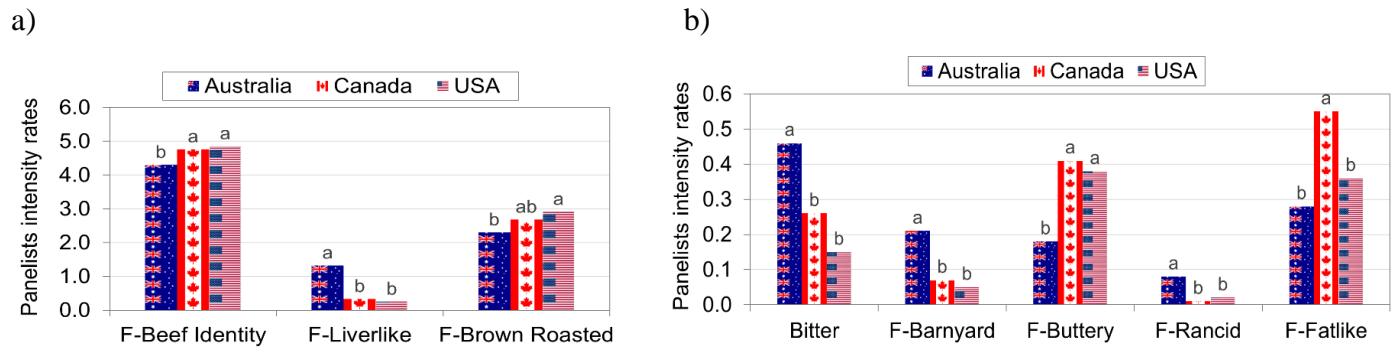 a)
Australia Canada USA
Panelists intensity rates
6.0
5.0
4.0
3.0
2.0
1.0
0.0
b a a
a b b
b ab a
F-Beef Identity F-Liverlike F-Brown Roasted
b)
Australia Canada USA
Panelists intensity rates
0.6
0.5
0.4
0.3
0.2
0.1
0.0
a b b
a b b
b a a
a b b
b a b
Bitter F-Barnyard F-Buttery F-Rancid F-Fatlike